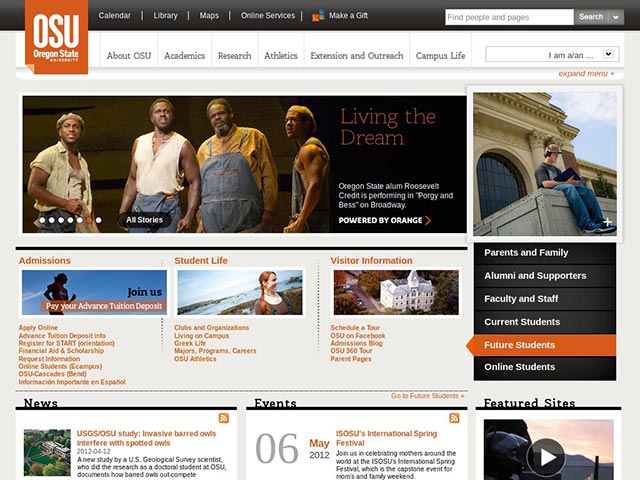 Calendar
Library
Maps
Online Services
Make a Gift
Find people and pages
Search
OSU
Oregon State
UNIVERSITY
About OSU
Academics
Research
Athletics
Extension and Outreach
Campus Life
I am a/an ...
expand menu +
Living the
Dream
Oregon State alum Roosevelt
Credit is performing in "Porgy and
Bess" on Broadway.
POWERED BY ORANGE
All Stories
Parents and Family
Alumni and Supporters
Faculty and Staff
Current Students
Future Students
Online Students
Admissions
Join us
Pay your Advance Tuition Deposit
Apply Online
Advance Tuition Deposit info
Register for START (orientation)
Financial Aid & Scholarship
Request Information
Online Students (Ecampus)
OSU-Cascades (Bend)
Información Importante en Español
Student Life
Clubs and Organizations
Living on Campus
Greek Life
Majors, Programs, Careers
OSU Athletics
Visitor Information
Schedule a Tour
OSU on Facebook
Admissions Blog
OSU 360 Tour
Parent Pages
Go to Future Students »
News
USGS/OSU study: Invasive barred owls
interfere with spotted owls
2012-04-12
A new study by a U.S. Geological Survey scientist,
who did the research as a doctoral student at OSU,
documents how barred owls out-compete
Events
06
May
2012
ISOSU's International Spring
Festival
Join us in celebrating mothers around the
world at the ISOSU's International Spring
Festival, which is the capstone event for
mom's and family weekend.
Featured Sites